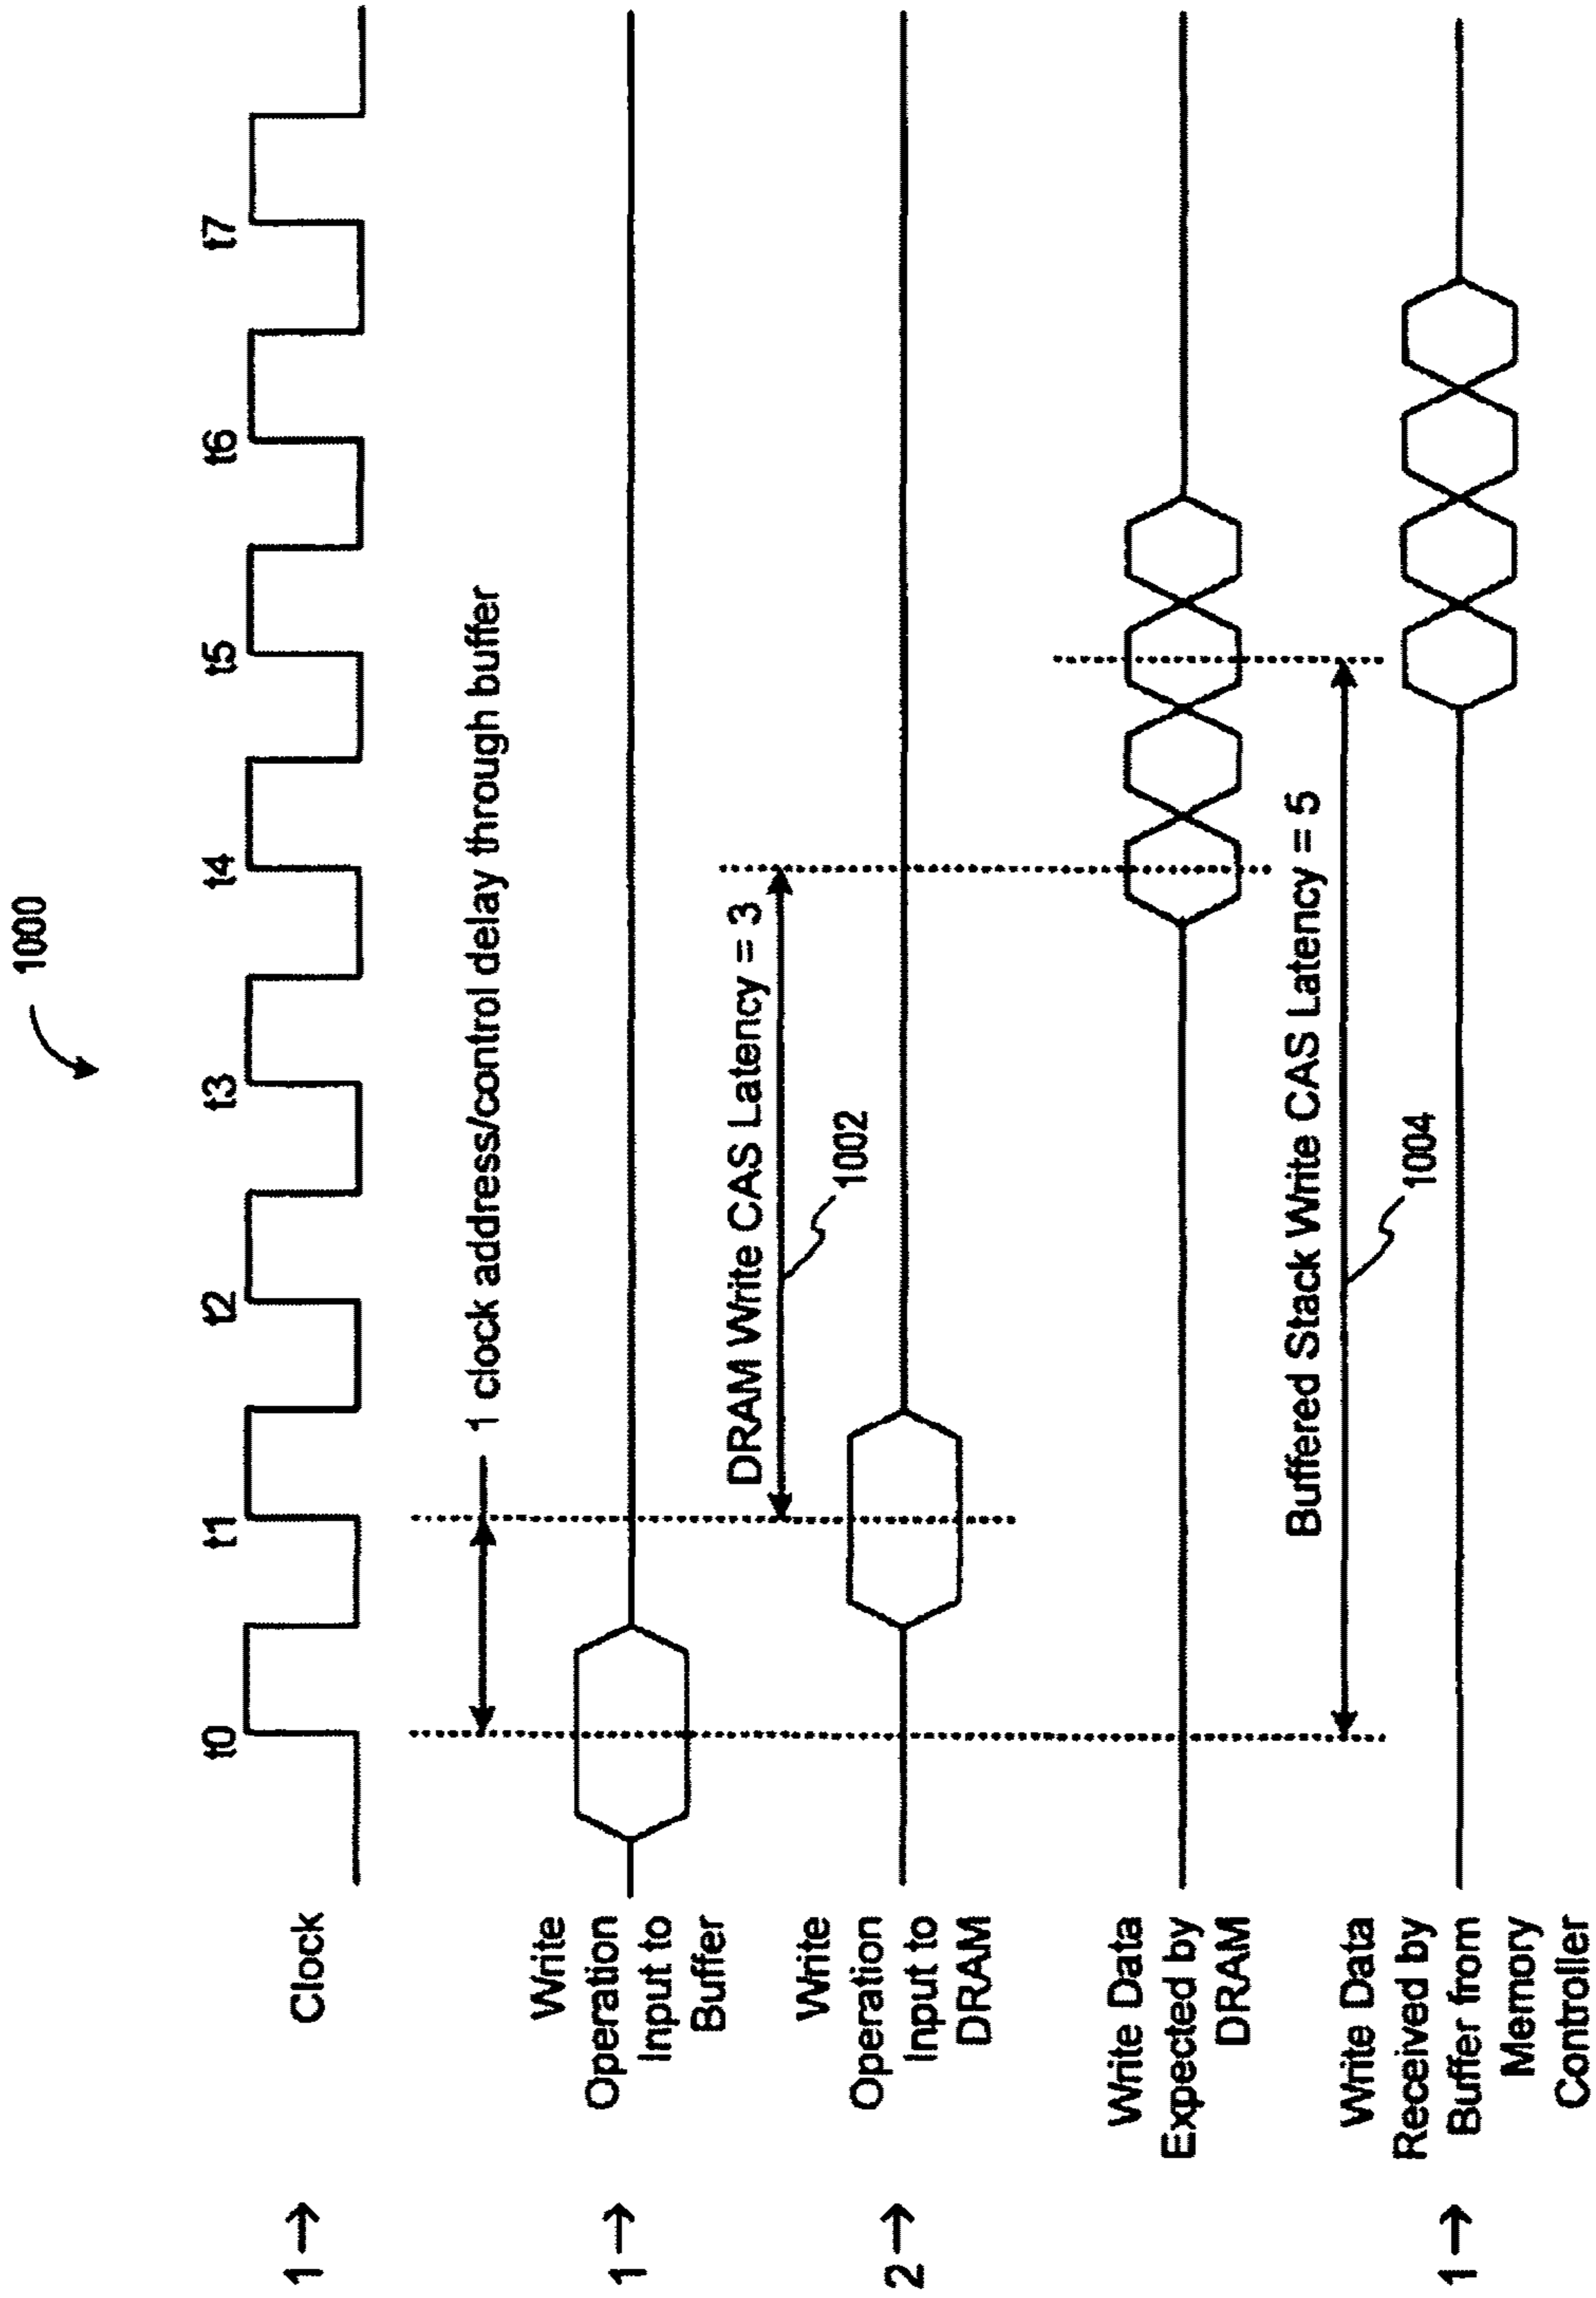 1000
1→
Clock
t0
t1
t2
t3
t4
t5
t6
t7
1 clock address/control delay through buffer
1→
Write
Operation
Input to
Buffer
DRAM Write CAS Latency = 3
1002
2→
Write
Operation
Input to
DRAM
Write Data
Expected by
DRAM
Buffered Stack Write CAS Latency = 5
1004
1→
Write Data
Received by
Buffer from
Memory
Controller